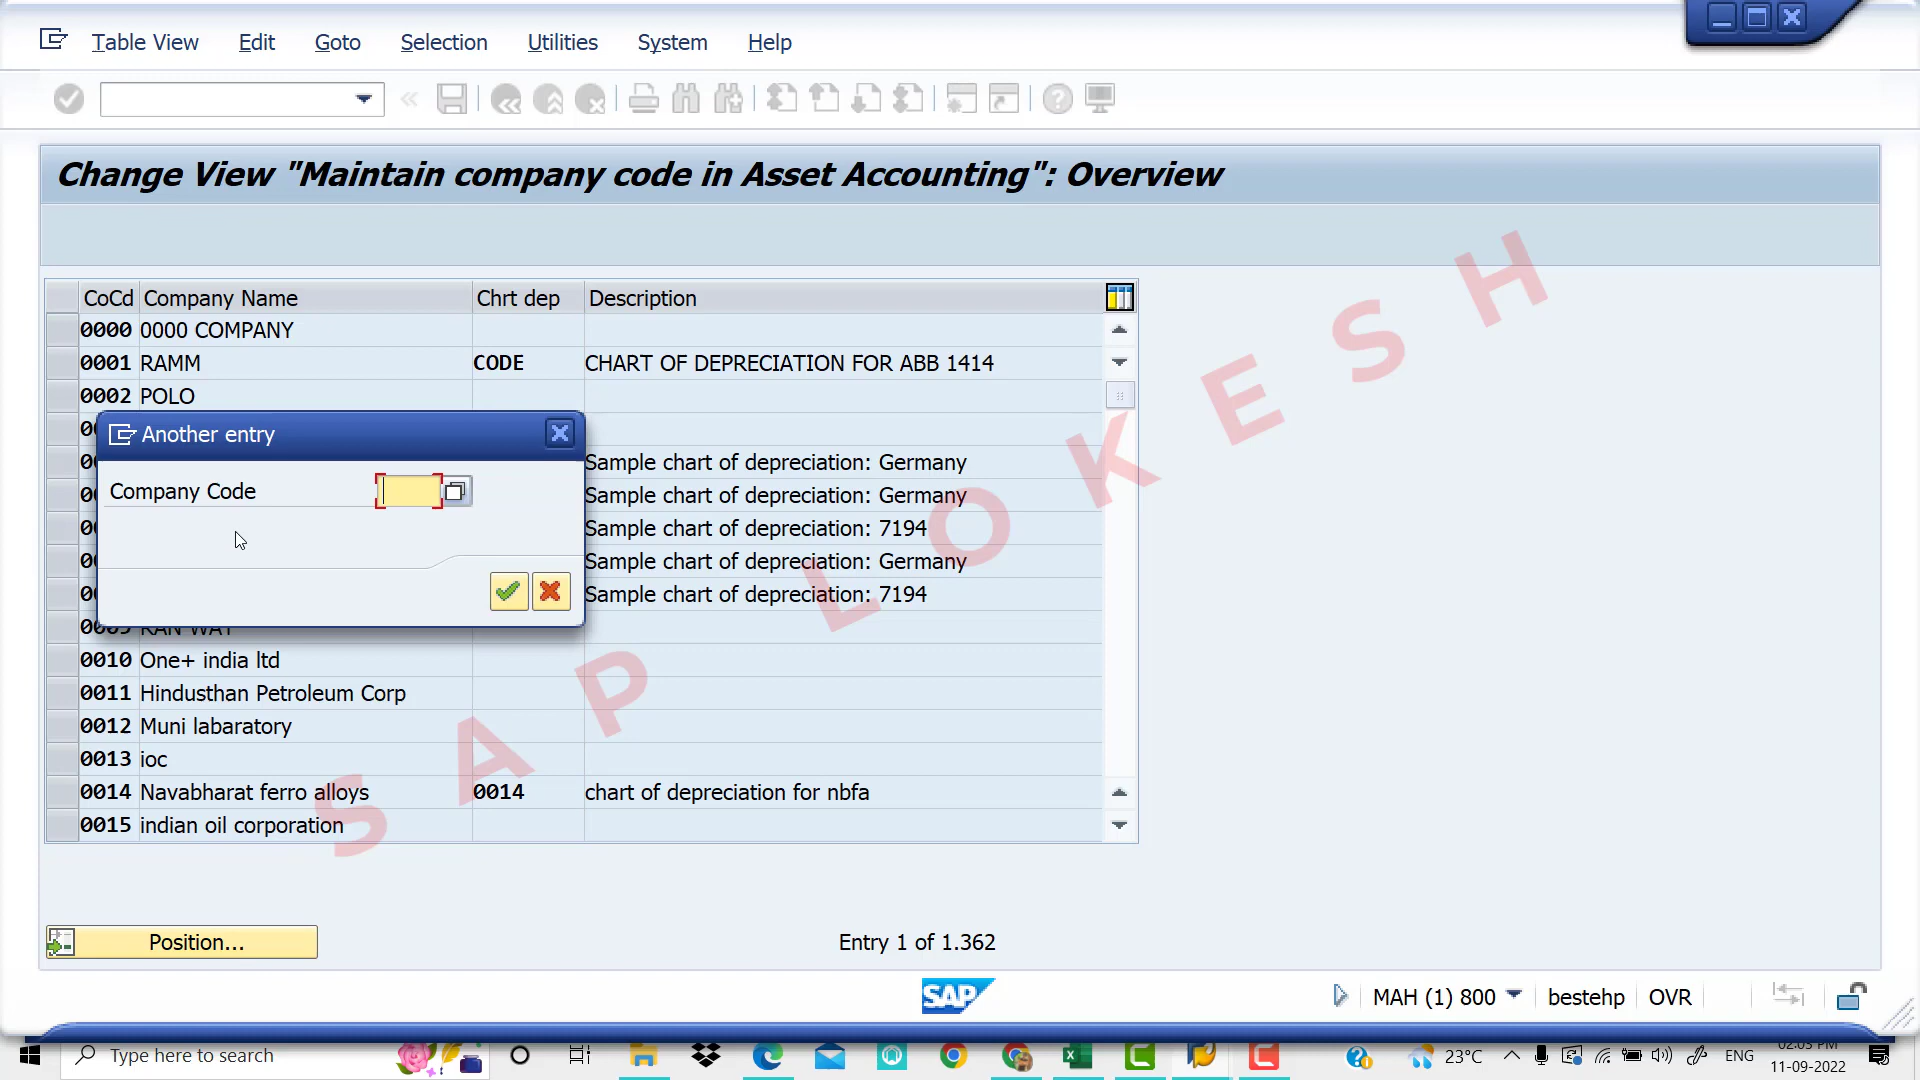 Table View Edit Goto Selection Utilities System Help
Change View "Maintain company code in Asset Accounting": Overview
CoCd Company Name Chrt dep Description
0000 0000 COMPANY
0001 RAMM CODE CHART OF DEPRECIATION FOR ABB 1414
0002 POLO
Another entry
Company Code
Sample chart of depreciation: Germany
Sample chart of depreciation: Germany
Sample chart of depreciation: 7194
Sample chart of depreciation: Germany
Sample chart of depreciation: 7194
0009 RAN WAY
0010 One+ india ltd
0011 Hindusthan Petroleum Corp
0012 Muni labaratory
0013 ioc
0014 Navabharat ferro alloys 0014 chart of depreciation for nbfa
0015 indian oil corporation
SAP LOKESH
Position... Entry 1 of 1.362
SAP
MAH (1) 800 bestehp OVR
Type here to search
23°C ENG
02:03 PM
11-09-2022